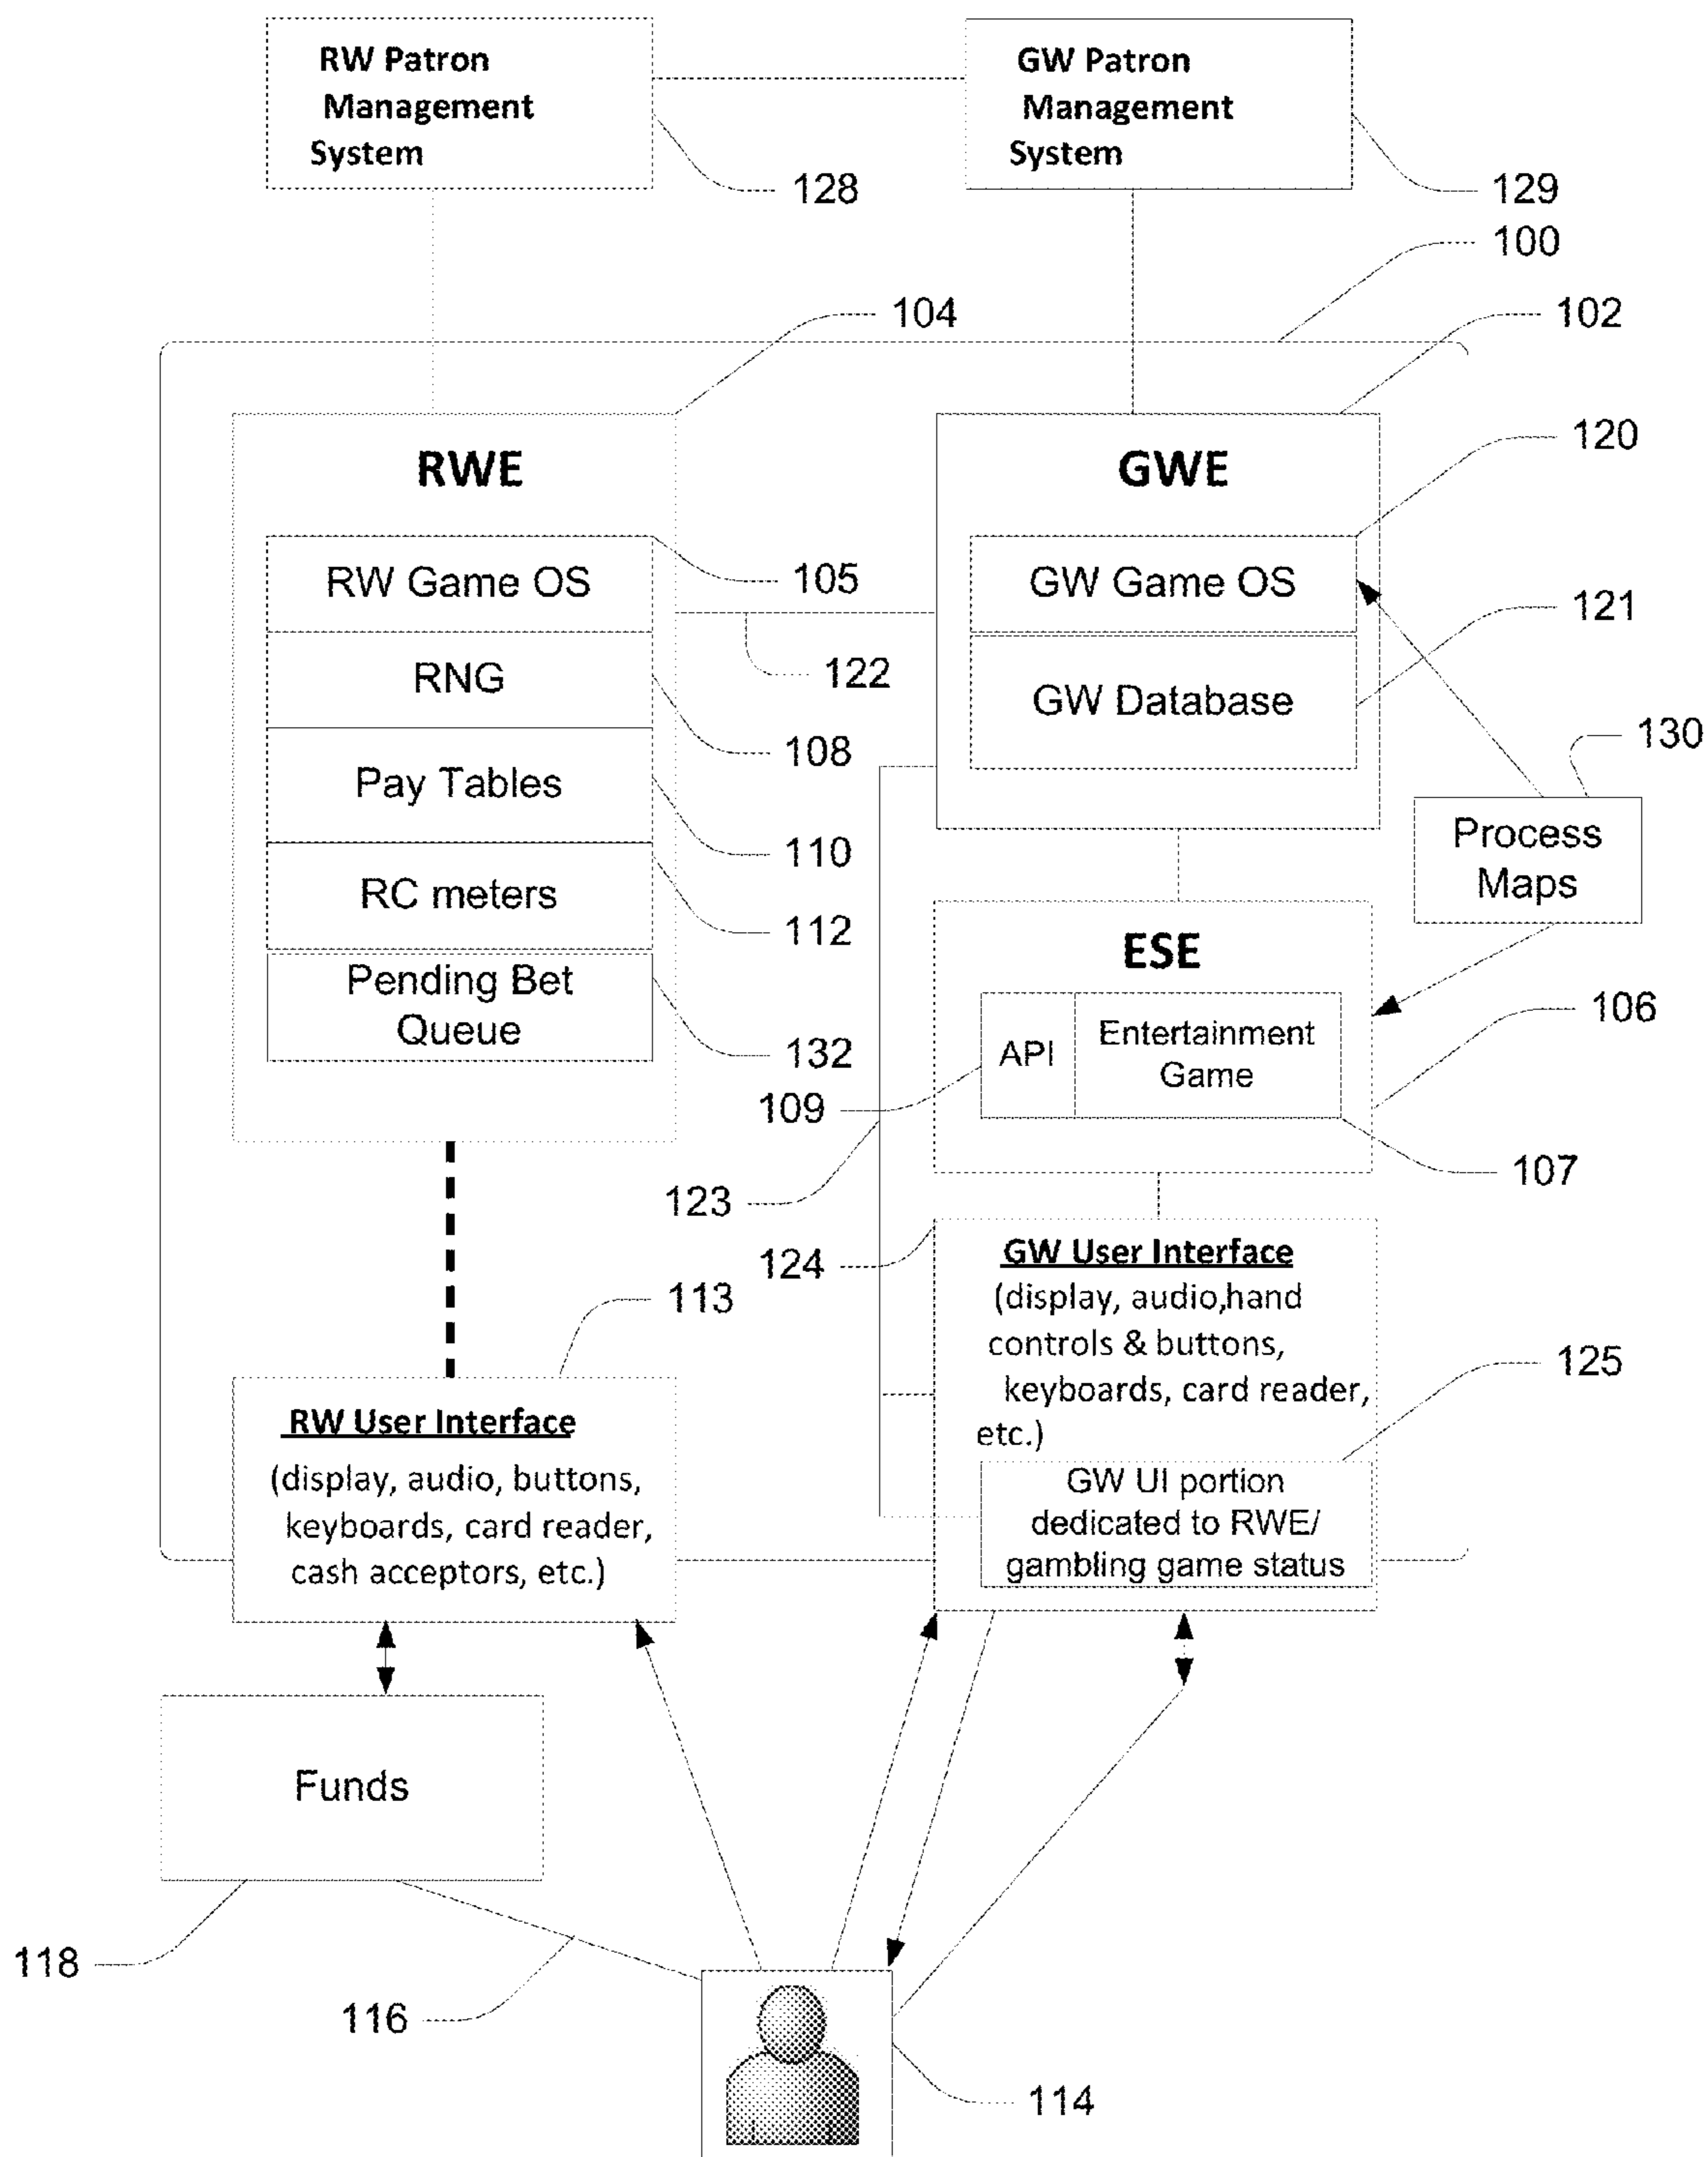 RW Patron
Management
System
128
GW Patron
Management
System
129
100
104
102
RWE
RW Game OS
105
RNG
108
Pay Tables
110
RC meters
112
Pending Bet
Queue
132
122
GWE
120
GW Game OS
121
GW Database
130
Process
Maps
ESE
API
Entertainment
Game
106
109
107
123
124
GW User Interface
(display, audio,hand
controls & buttons,
keyboards, card reader,
etc.)
125
GW UI portion
dedicated to RWE/
gambling game status
113
RW User Interface
(display, audio, buttons,
keyboards, card reader,
cash acceptors, etc.)
Funds
118
116
114